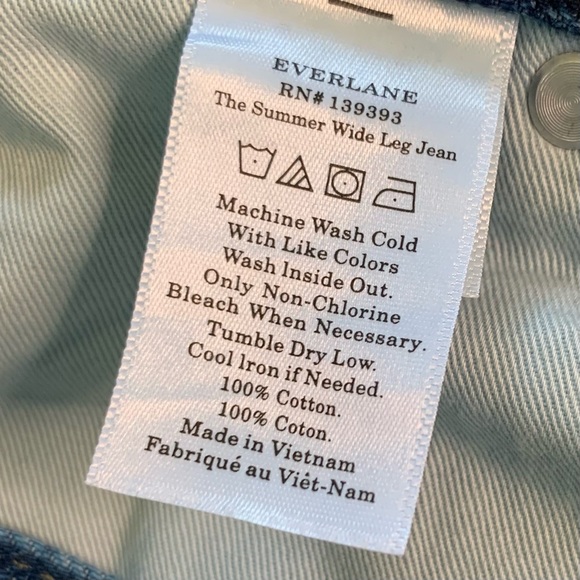 EVERLANE
RN# 139393
The Summer Wide Leg Jean
Machine Wash Cold
With Like Colors
Wash Inside Out.
Only Non-Chlorine
Bleach When Necessary.
Tumble Dry Low.
Cool Iron if Needed.
100% Cotton.
100% Coton.
Made in Vietnam
Fabriqué au Viêt-Nam